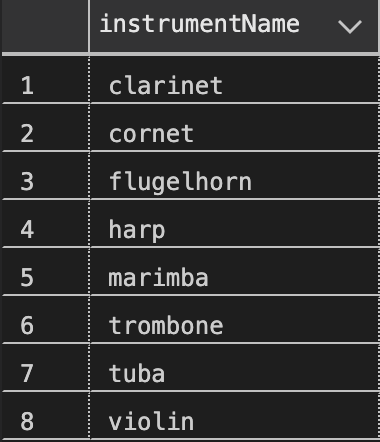 instrumentName
1 clarinet
2 cornet
3 flugelhorn
4 harp
5 marimba
6 trombone
7 tuba
8 violin